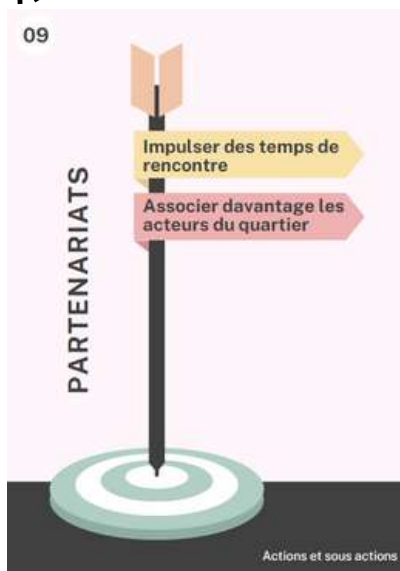 09
Impulser des temps de
rencontre
Associer davantage les
acteurs du quartier
PARTENARIATS
Actions et sous actions